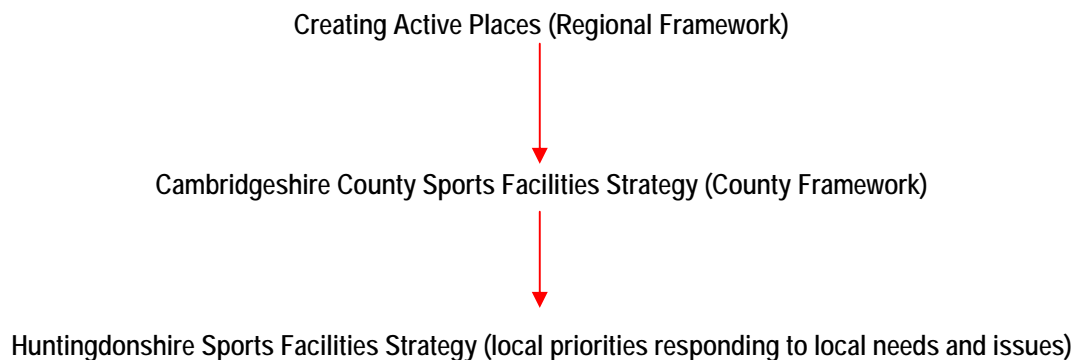 Creating Active Places (Regional Framework)
Cambridgeshire County Sports Facilities Strategy (County Framework)
Huntingdonshire Sports Facilities Strategy (local priorities responding to local needs and issues)